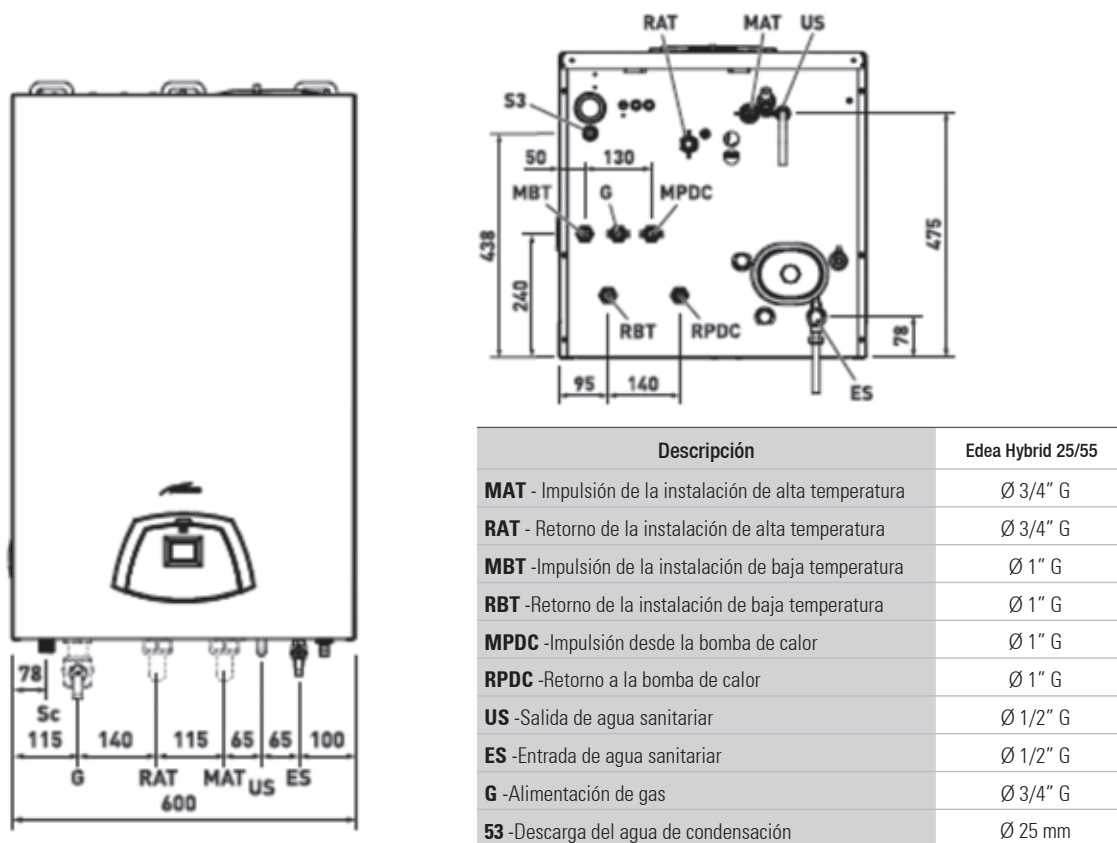 RAT MAT US
S3
50 130
MBT G MPDC
438
240
475
RBT RPDC
78
95 140
ES
78
Sc
115 140 115 65 65 100
G RAT MAT US ES
600
Descripción Edea Hybrid 25/55
MAT - Impulsión de la instalación de alta temperatura Ø 3/4” G
RAT - Retorno de la instalación de alta temperatura Ø 3/4” G
MBT -Impulsión de la instalación de baja temperatura Ø 1” G
RBT -Retorno de la instalación de baja temperatura Ø 1” G
MPDC -Impulsión desde la bomba de calor Ø 1” G
RPDC -Retorno a la bomba de calor Ø 1” G
US -Salida de agua sanitariar Ø 1/2” G
ES -Entrada de agua sanitariar Ø 1/2” G
G -Alimentación de gas Ø 3/4” G
53 -Descarga del agua de condensación Ø 25 mm